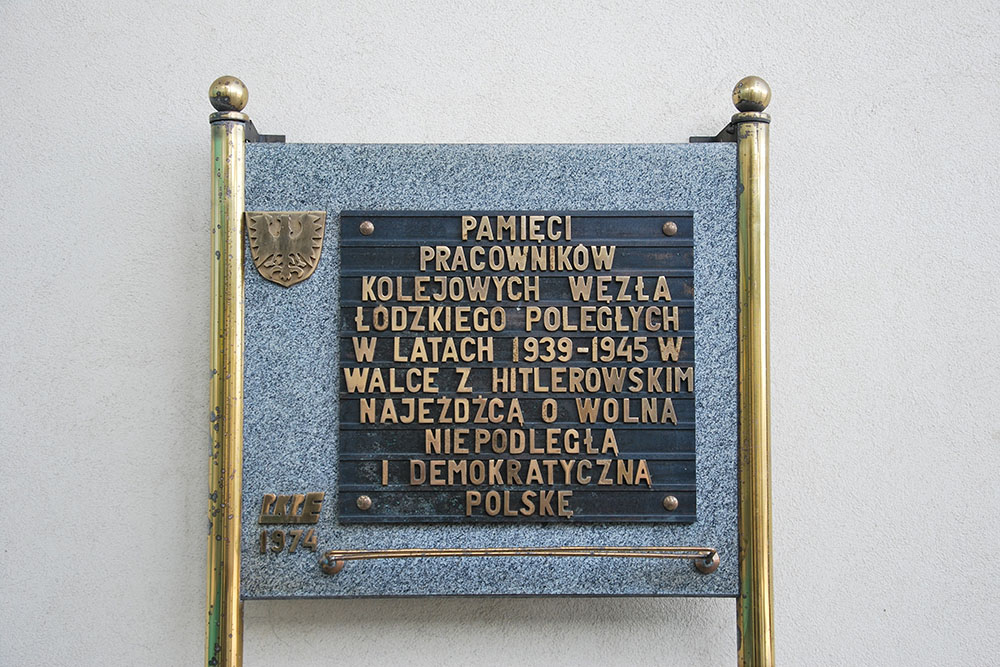 PAMIĘCI
PRACOWNIKÓW
KOLEJOWYCH WĘZŁA
ŁÓDZKIEGO POLEGŁYCH
W LATACH 1939-1945 W
WALCE Z HITLEROWSKIM
NAJEŹDŹCĄ O WOLNĄ
NIEPODLEGŁĄ
I DEMOKRATYCZNĄ
POLSKĘ
1974